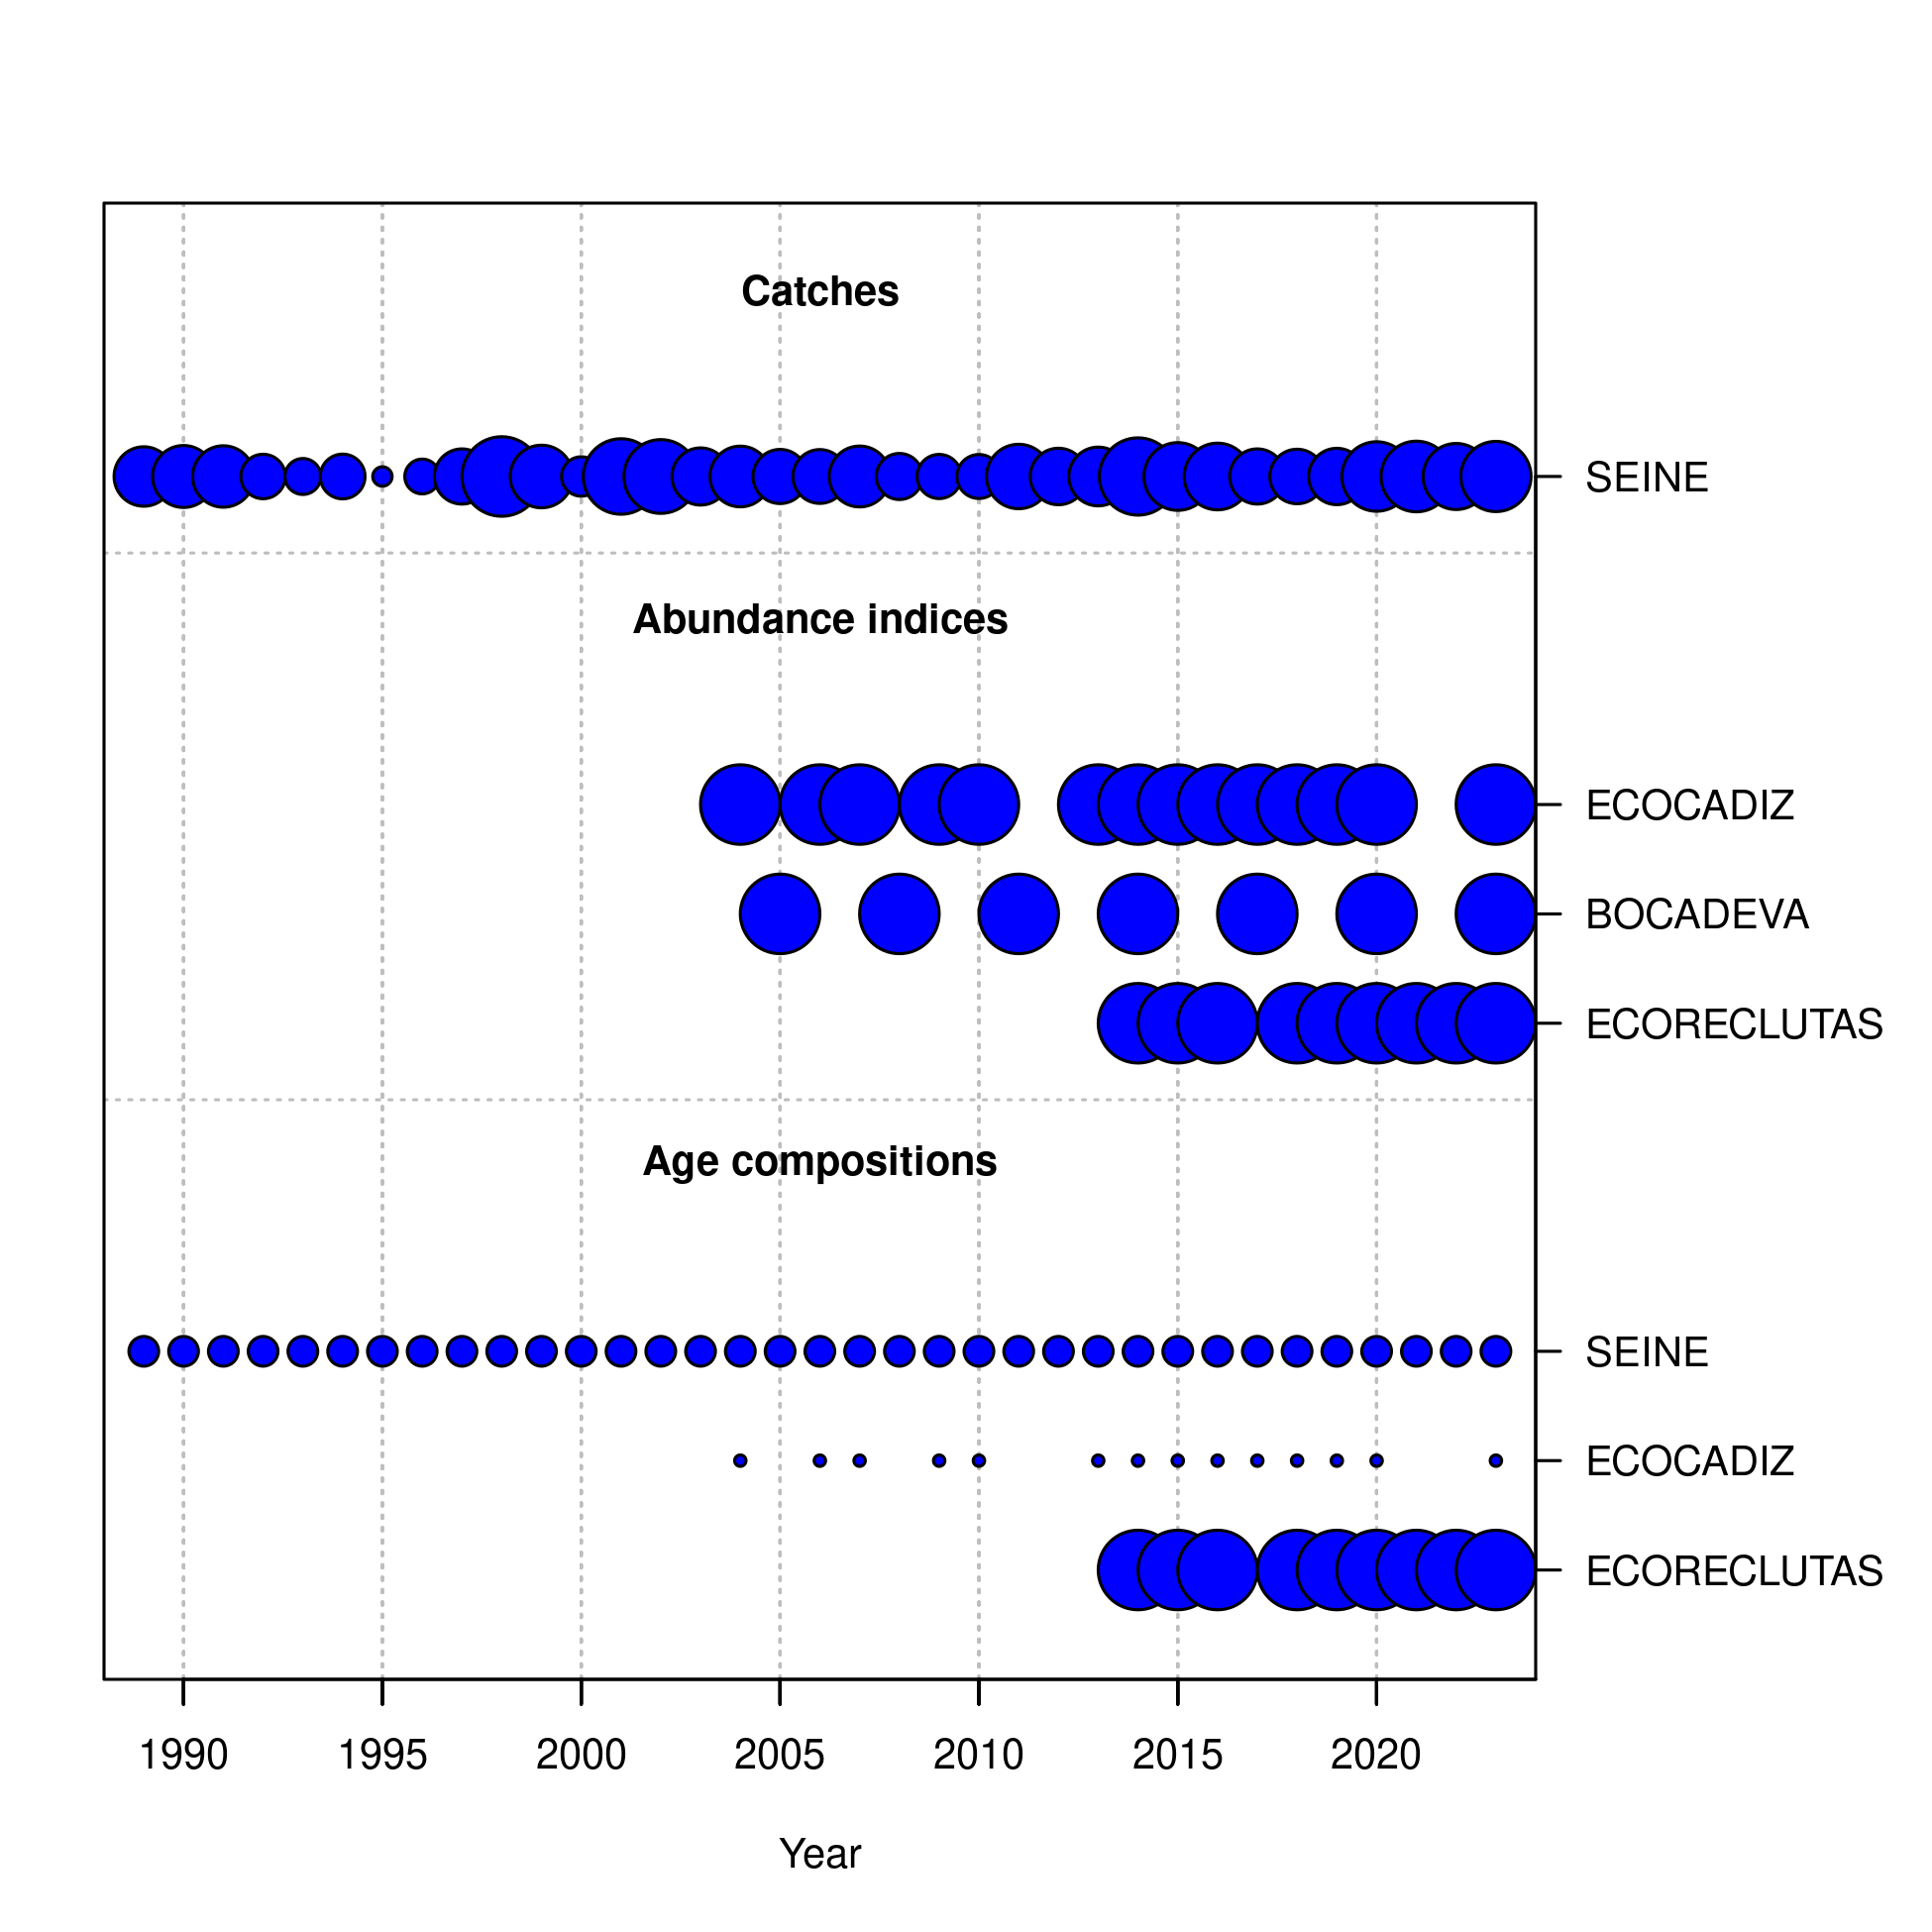 Catches
SEINE
Abundance indices
ECOCADIZ
BOCADEVA
ECORECLUTAS
Age compositions
SEINE
ECOCADIZ
ECORECLUTAS
1990 1995 2000 2005 2010 2015 2020
Year